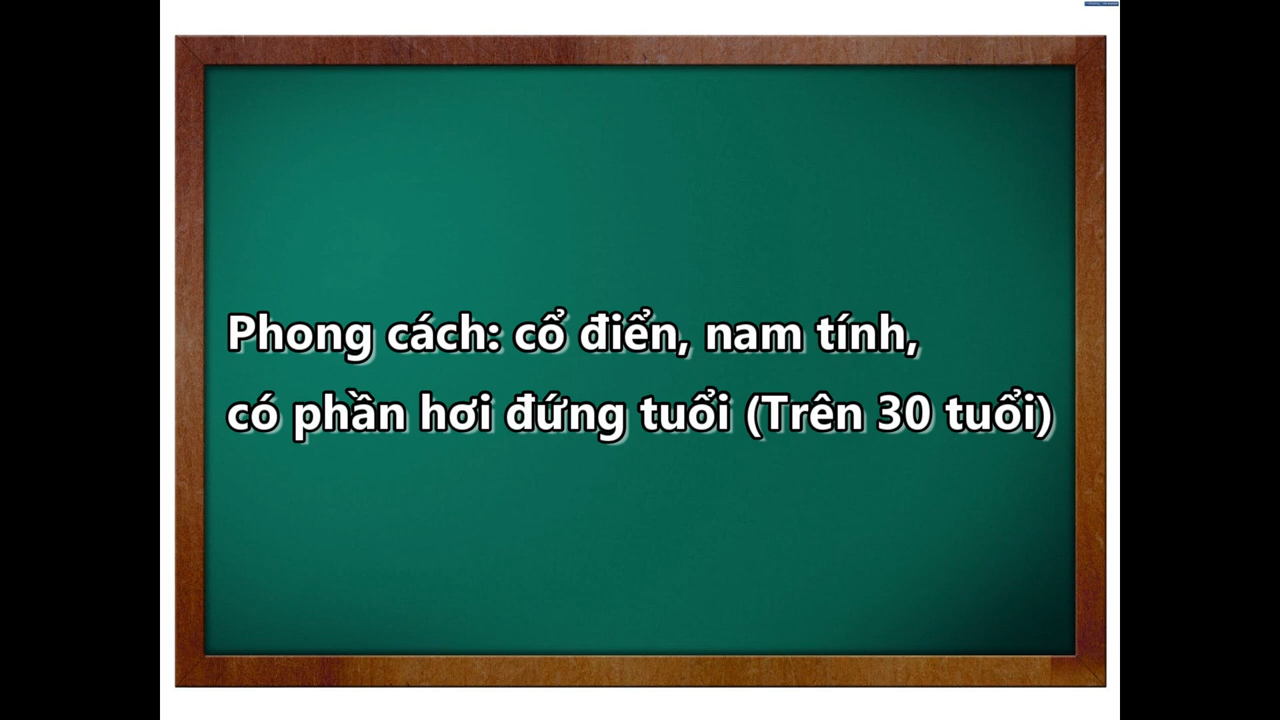 Phong cách: cổ điển, nam tính,
có phần hơi đứng tuổi (Trên 30 tuổi)